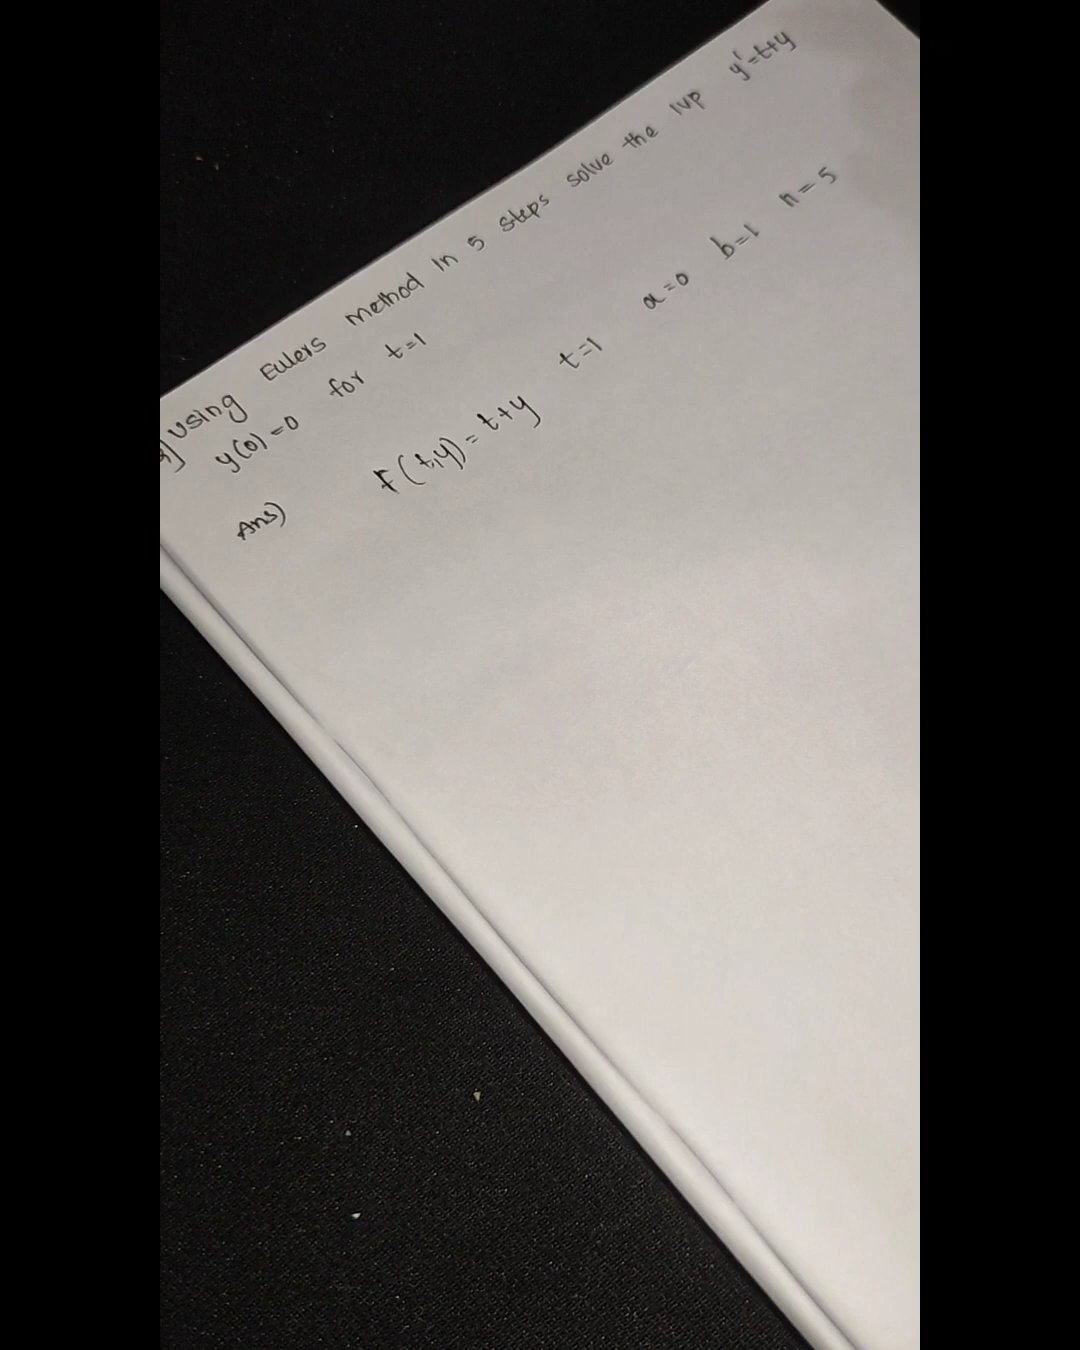 using Eulers method in 5 steps solve the IVP y'=t+y
y(0)=0 for t=1
Ans) F(t,y)=t+y t=1 a=0 b=1 n=5